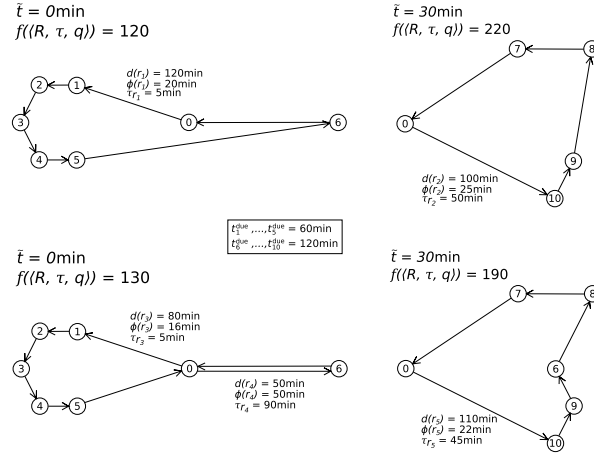 t̃ = 0min
f(⟨R, τ, q⟩) = 120
d(r₁) = 120min
ϕ(r₁) = 20min
τr₁ = 5min
2
1
3
0
6
4
5
t̃ = 30min
f(⟨R, τ, q⟩) = 220
7
8
0
9
d(r₂) = 100min
ϕ(r₂) = 25min
τr₂ = 50min
10
t₁ᵈᵘᵉ ,...,t₅ᵈᵘᵉ = 60min
t₆ᵈᵘᵉ ,...,t₁₀ᵈᵘᵉ = 120min
t̃ = 0min
f(⟨R, τ, q⟩) = 130
d(r₃) = 80min
ϕ(r₃) = 16min
τr₃ = 5min
2
1
3
0
6
d(r₄) = 50min
ϕ(r₄) = 50min
τr₄ = 90min
4
5
t̃ = 30min
f(⟨R, τ, q⟩) = 190
7
8
0
6
9
d(r₅) = 110min
ϕ(r₅) = 22min
τr₅ = 45min
10